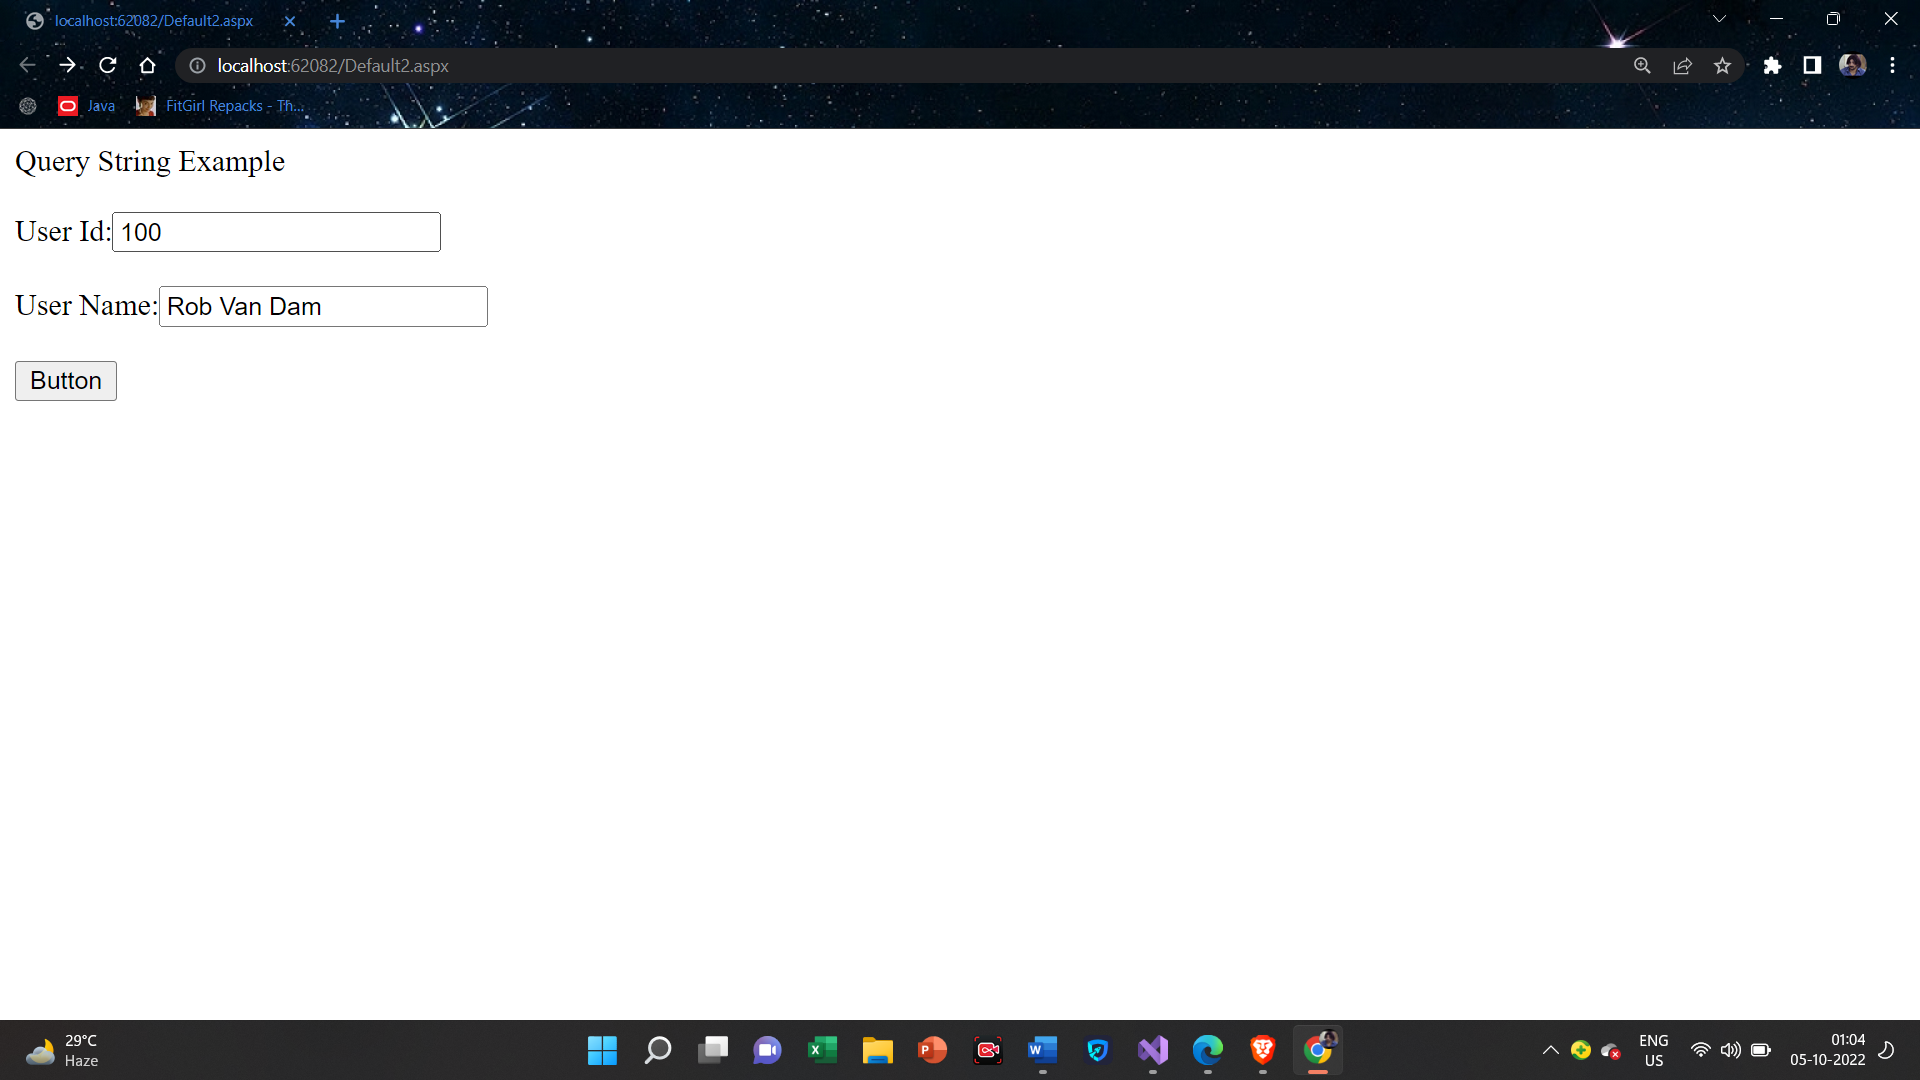 localhost:62082/Default2.aspx
localhost:62082/Default2.aspx
Java
FitGirl Repacks - Th...
Query String Example
User Id: 100
User Name: Rob Van Dam
Button
29°C
Haze
ENG
US
01:04
05-10-2022